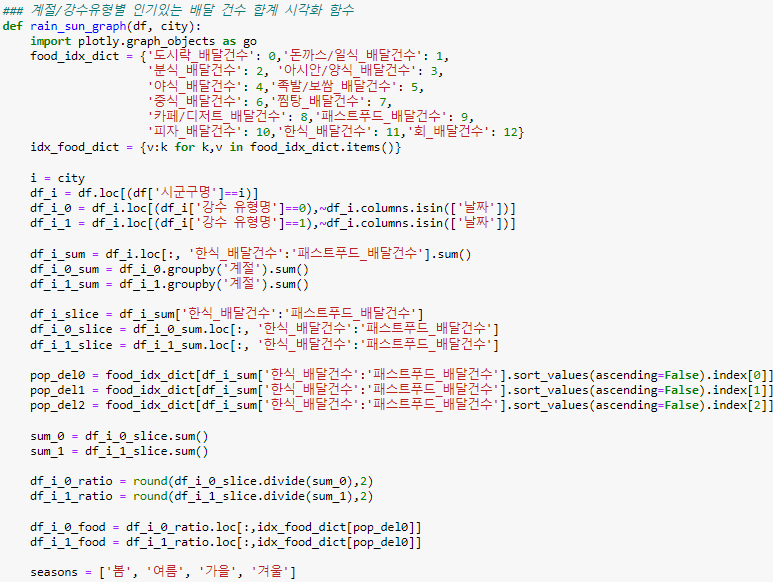 ### 계절/강수유형별 인기있는 배달 건수 합계 시각화 함수
def rain_sun_graph(df, city):
    import plotly.graph_objects as go
    food_idx_dict = {'도시락_배달건수': 0,'돈까스/일식_배달건수': 1,
                     '분식_배달건수': 2, '아시안/양식_배달건수': 3,
                     '야식_배달건수': 4,'족발/보쌈_배달건수': 5,
                     '중식_배달건수': 6,'찜탕_배달건수': 7,
                     '카페/디저트_배달건수': 8,'패스트푸드_배달건수': 9,
                     '피자_배달건수': 10,'한식_배달건수': 11,'회_배달건수': 12}
    idx_food_dict = {v:k for k,v in food_idx_dict.items()}

    i = city
    df_i = df.loc[(df['시군구명']==i)]
    df_i_0 = df_i.loc[(df_i['강수 유형명']==0),~df_i.columns.isin(['날짜'])]
    df_i_1 = df_i.loc[(df_i['강수 유형명']==1),~df_i.columns.isin(['날짜'])]

    df_i_sum = df_i.loc[:, '한식_배달건수':'패스트푸드_배달건수'].sum()
    df_i_0_sum = df_i_0.groupby('계절').sum()
    df_i_1_sum = df_i_1.groupby('계절').sum()

    df_i_slice = df_i_sum['한식_배달건수':'패스트푸드_배달건수']
    df_i_0_slice = df_i_0_sum.loc[:, '한식_배달건수':'패스트푸드_배달건수']
    df_i_1_slice = df_i_1_sum.loc[:, '한식_배달건수':'패스트푸드_배달건수']

    pop_del0 = food_idx_dict[df_i_sum['한식_배달건수':'패스트푸드_배달건수'].sort_values(ascending=False).index[0]]
    pop_del1 = food_idx_dict[df_i_sum['한식_배달건수':'패스트푸드_배달건수'].sort_values(ascending=False).index[1]]
    pop_del2 = food_idx_dict[df_i_sum['한식_배달건수':'패스트푸드_배달건수'].sort_values(ascending=False).index[2]]

    sum_0 = df_i_0_slice.sum()
    sum_1 = df_i_1_slice.sum()

    df_i_0_ratio = round(df_i_0_slice.divide(sum_0),2)
    df_i_1_ratio = round(df_i_1_slice.divide(sum_1),2)

    df_i_0_food = df_i_0_ratio.loc[:,idx_food_dict[pop_del0]]
    df_i_1_food = df_i_1_ratio.loc[:,idx_food_dict[pop_del0]]

    seasons = ['봄', '여름', '가을', '겨울']